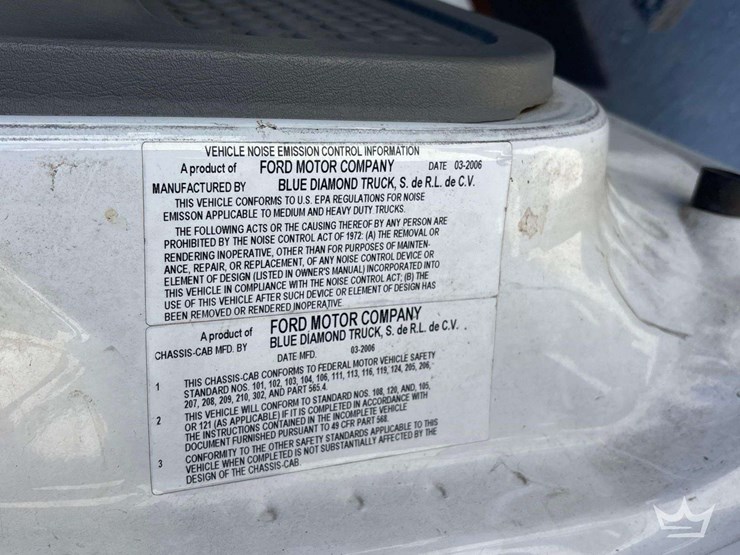 VEHICLE NOISE EMISSION CONTROL INFORMATION
A product of FORD MOTOR COMPANY DATE 03-2006
MANUFACTURED BY BLUE DIAMOND TRUCK, S. de R.L. de C.V.
THIS VEHICLE CONFORMS TO U.S. EPA REGULATIONS FOR NOISE
EMISSON APPLICABLE TO MEDIUM AND HEAVY DUTY TRUCKS.
THE FOLLOWING ACTS OR THE CAUSING THEREOF BY ANY PERSON ARE
PROHIBITED BY THE NOISE CONTROL ACT OF 1972: (A) THE REMOVAL OR
RENDERING INOPERATIVE, OTHER THAN FOR PURPOSES OF MAINTEN-
ANCE, REPAIR, OR REPLACEMENT, OF ANY NOISE CONTROL DEVICE OR
ELEMENT OF DESIGN (LISTED IN OWNER'S MANUAL) INCORPORATED INTO
THIS VEHICLE IN COMPLIANCE WITH THE NOISE CONTROL ACT; (B) THE
USE OF THIS VEHICLE AFTER SUCH DEVICE OR ELEMENT OF DESIGN HAS
BEEN REMOVED OR RENDERED INOPERATIVE
A product of FORD MOTOR COMPANY
CHASSIS-CAB MFD. BY BLUE DIAMOND TRUCK, S. de R.L. de C.V. .
DATE MFD. 03-2006
1 THIS CHASSIS-CAB CONFORMS TO FEDERAL MOTOR VEHICLE SAFETY
STANDARD NOS. 101, 102, 103, 104, 106, 111, 113, 116, 119, 124, 205, 206,
207, 208, 209, 210, 302, AND PART 565.4.
2 THIS VEHICLE WILL CONFORM TO STANDARD NOS. 108, 120, AND, 105,
OR 121 (AS APPLICABLE) IF IT IS COMPLETED IN ACCORDANCE WITH
THE INSTRUCTIONS CONTAINED IN THE INCOMPLETE VEHICLE
DOCUMENT FURNISHED PURSUANT TO 49 CFR PART 568.
3 CONFORMITY TO THE OTHER SAFETY STANDARDS APPLICABLE TO THIS
VEHICLE WHEN COMPLETED IS NOT SUBSTANTIALLY AFFECTED BY THE
DESIGN OF THE CHASSIS-CAB.